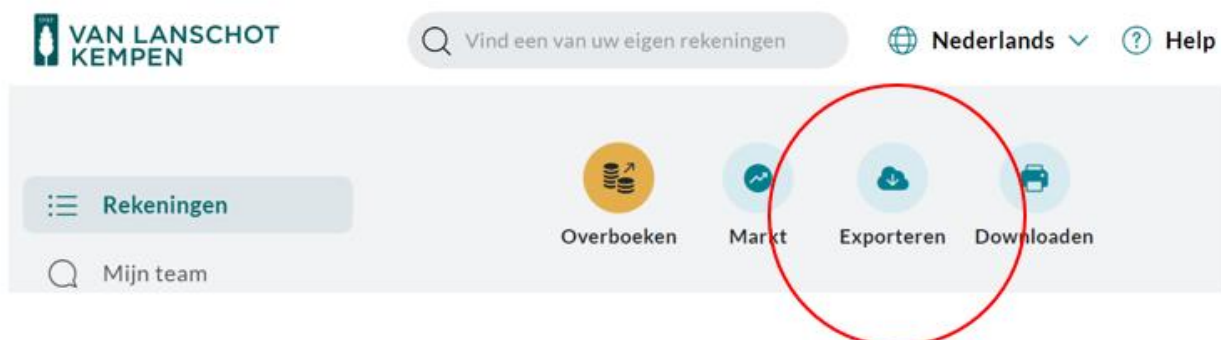 VAN LANSCHOT
KEMPEN
Vind een van uw eigen rekeningen
Nederlands
Help
Overboeken
Markt
Exporteren
Downloaden
Rekeningen
Mijn team